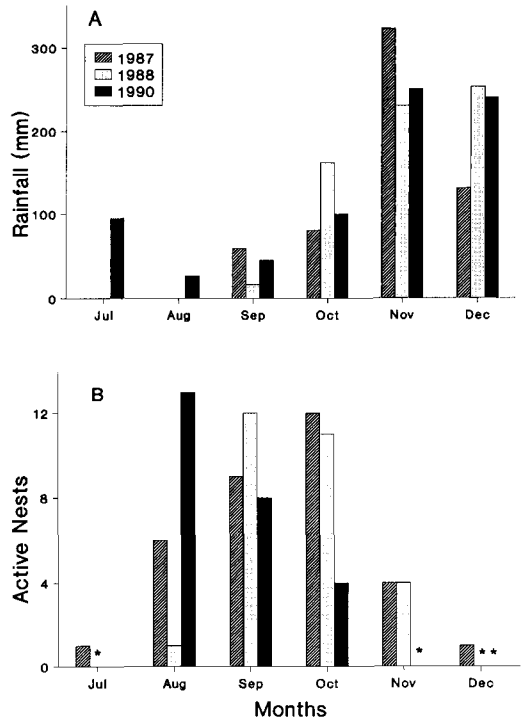 A
300
200
100
0
Rainfall (mm)
1987
1988
1990
Jul Aug Sep Oct Nov Dec
B
12
8
4
0
Active Nests
* * * *
Jul Aug Sep Oct Nov Dec
Months